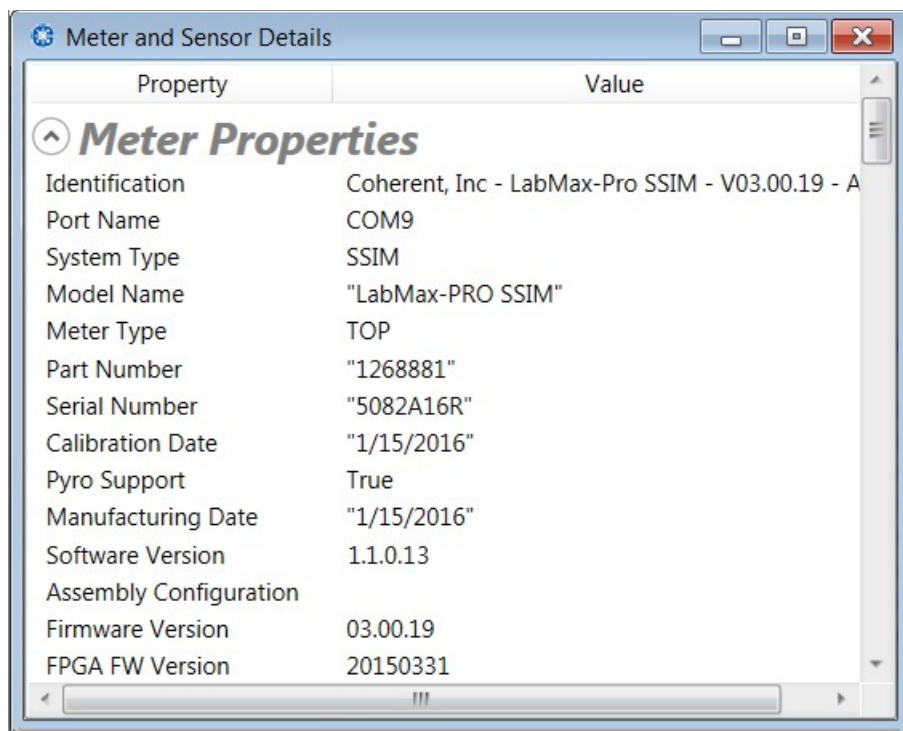 Meter and Sensor Details
Property Value
Meter Properties
Identification Coherent, Inc - LabMax-Pro SSIM - V03.00.19 - A
Port Name COM9
System Type SSIM
Model Name "LabMax-PRO SSIM"
Meter Type TOP
Part Number "1268881"
Serial Number "5082A16R"
Calibration Date "1/15/2016"
Pyro Support True
Manufacturing Date "1/15/2016"
Software Version 1.1.0.13
Assembly Configuration
Firmware Version 03.00.19
FPGA FW Version 20150331